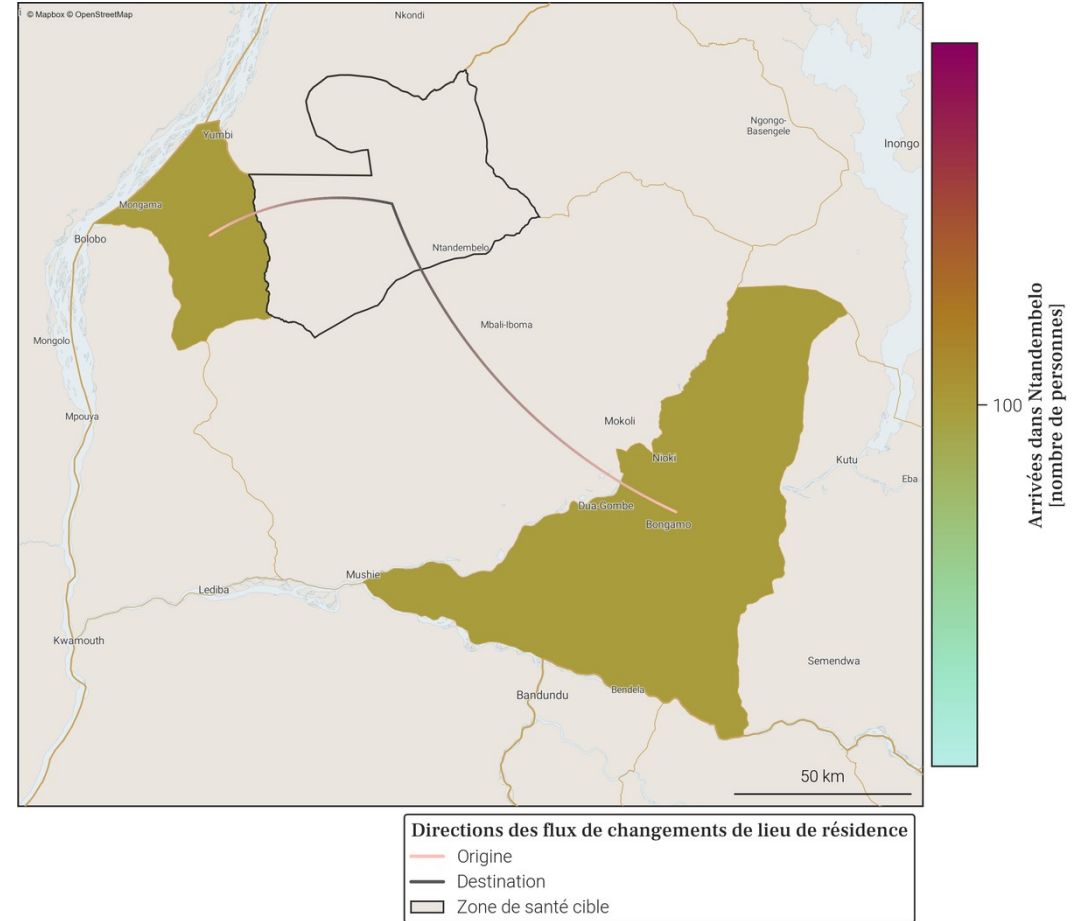 © Mapbox © OpenStreetMap
Nkondi
Ngongo-
Basengele
Yumbi
Inongo
Mongama
Bolobo
Ntandembelo
Mbali-Iboma
Mongolo
Mpouya
Mokoli
Nioki
Kutu
Eba
Dua-Gombe
Bongamo
Mushie
Lediba
Kwamouth
Semendwa
Bandundu
Bendela
50 km
100
Arrivées dans Ntandembelo
[nombre de personnes]
Directions des flux de changements de lieu de résidence
Origine
Destination
Zone de santé cible